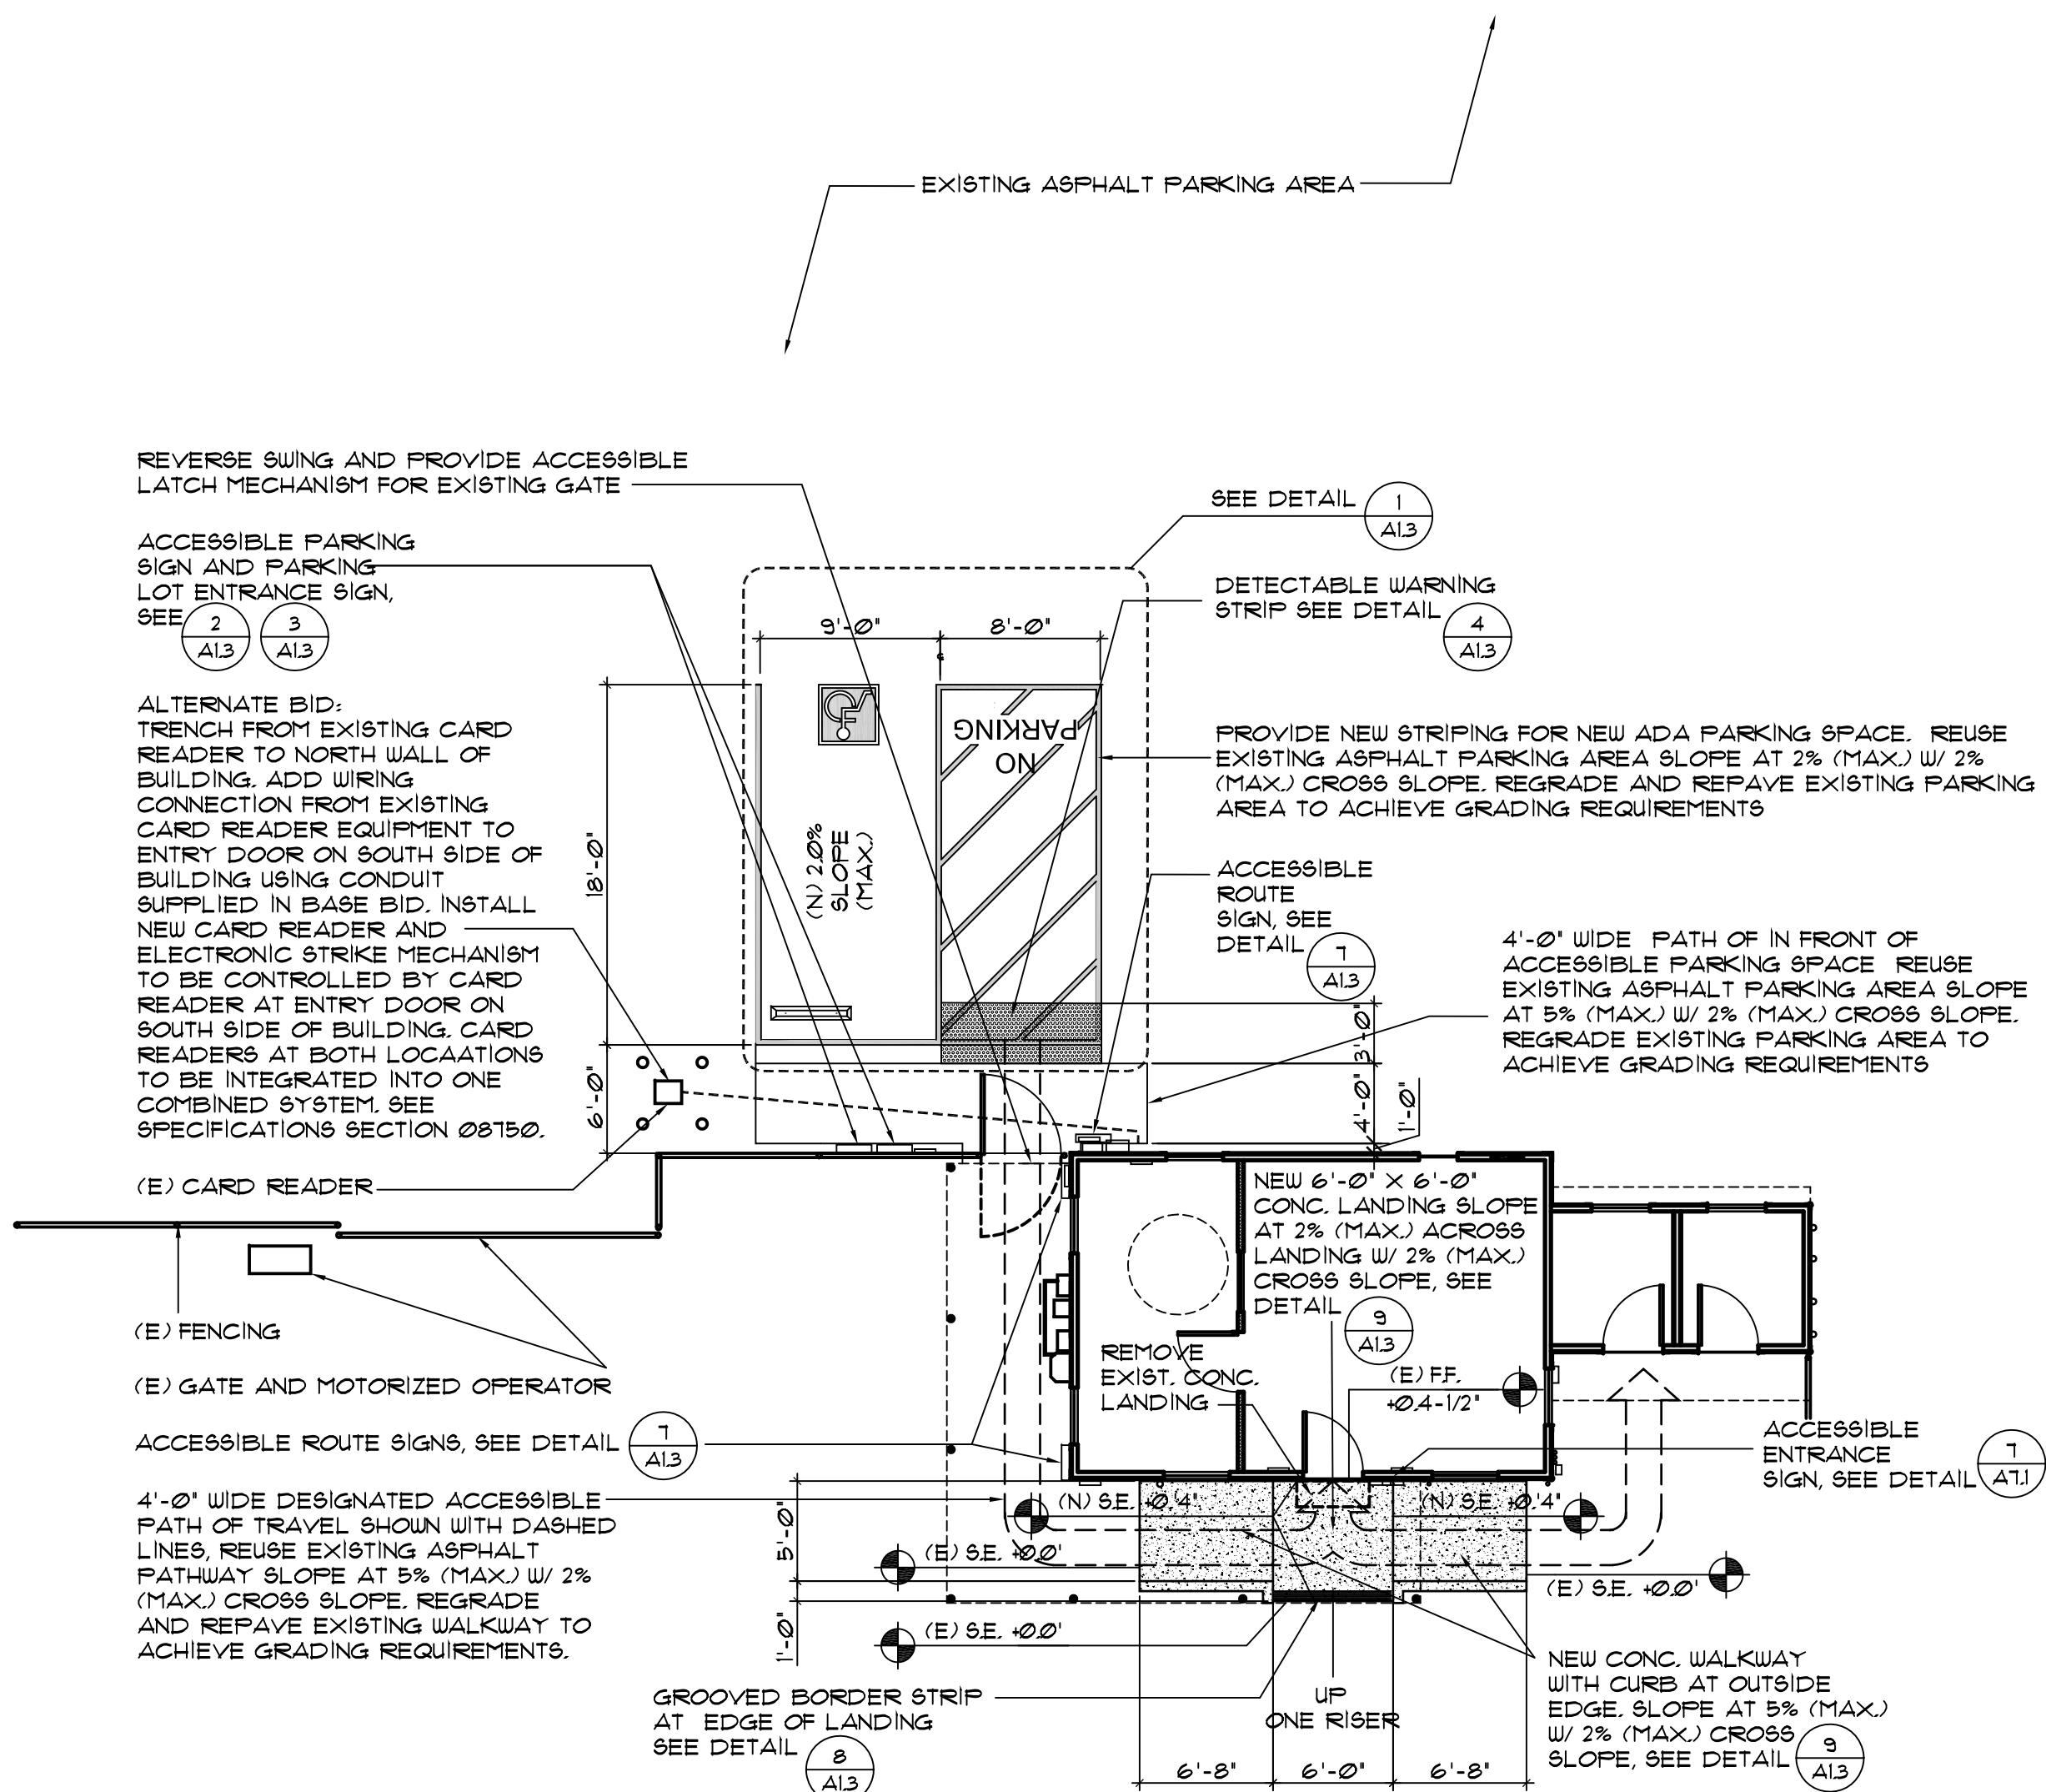 EXISTING ASPHALT PARKING AREA
REVERSE SWING AND PROVIDE ACCESSIBLE
LATCH MECHANISM FOR EXISTING GATE
ACCESSIBLE PARKING
SIGN AND PARKING
LOT ENTRANCE SIGN,
SEE
2
A1.3
3
A1.3
ALTERNATE BID:
TRENCH FROM EXISTING CARD
READER TO NORTH WALL OF
BUILDING. ADD WIRING
CONNECTION FROM EXISTING
CARD READER EQUIPMENT TO
ENTRY DOOR ON SOUTH SIDE OF
BUILDING USING CONDUIT
SUPPLIED IN BASE BID. INSTALL
NEW CARD READER AND
ELECTRONIC STRIKE MECHANISM
TO BE CONTROLLED BY CARD
READER AT ENTRY DOOR ON
SOUTH SIDE OF BUILDING. CARD
READERS AT BOTH LOCAATIONS
TO BE INTEGRATED INTO ONE
COMBINED SYSTEM. SEE
SPECIFICATIONS SECTION 08750.
(E) CARD READER
(E) FENCING
(E) GATE AND MOTORIZED OPERATOR
ACCESSIBLE ROUTE SIGNS, SEE DETAIL
7
A1.3
4'-0" WIDE DESIGNATED ACCESSIBLE
PATH OF TRAVEL SHOWN WITH DASHED
LINES, REUSE EXISTING ASPHALT
PATHWAY SLOPE AT 5% (MAX.) W/ 2%
(MAX.) CROSS SLOPE. REGRADE
AND REPAVE EXISTING WALKWAY TO
ACHIEVE GRADING REQUIREMENTS.
SEE DETAIL
1
A1.3
DETECTABLE WARNING
STRIP SEE DETAIL
4
A1.3
9'-0"
8'-0"
NO
PARKING
18'-0"
(N) 2.0%
SLOPE
(MAX.)
6'-0"
PROVIDE NEW STRIPING FOR NEW ADA PARKING SPACE. REUSE
EXISTING ASPHALT PARKING AREA SLOPE AT 2% (MAX.) W/ 2%
(MAX.) CROSS SLOPE. REGRADE AND REPAVE EXISTING PARKING
AREA TO ACHIEVE GRADING REQUIREMENTS
ACCESSIBLE
ROUTE
SIGN, SEE
DETAIL
7
A1.3
4'-0" WIDE PATH OF IN FRONT OF
ACCESSIBLE PARKING SPACE REUSE
EXISTING ASPHALT PARKING AREA SLOPE
AT 5% (MAX.) W/ 2% (MAX.) CROSS SLOPE.
REGRADE EXISTING PARKING AREA TO
ACHIEVE GRADING REQUIREMENTS
3'-0"
4'-0"
1'-0"
NEW 6'-0" X 6'-0"
CONC. LANDING SLOPE
AT 2% (MAX.) ACROSS
LANDING W/ 2% (MAX.)
CROSS SLOPE, SEE
DETAIL
9
A1.3
REMOVE
EXIST. CONC.
LANDING
(E) F.F.
+0.4-1/2"
ACCESSIBLE
ENTRANCE
SIGN, SEE DETAIL
7
A7.1
(N) S.E. +0.'4"
(N) S.E. +0.'4"
(E) S.E. +0.0'
(E) S.E. +0.0'
(E) S.E. +0.0'
5'-0"
1'-0"
GROOVED BORDER STRIP
AT EDGE OF LANDING
SEE DETAIL
8
A1.3
UP
ONE RISER
NEW CONC. WALKWAY
WITH CURB AT OUTSIDE
EDGE. SLOPE AT 5% (MAX.)
W/ 2% (MAX.) CROSS
SLOPE, SEE DETAIL
9
A1.3
6'-8"
6'-0"
6'-8"